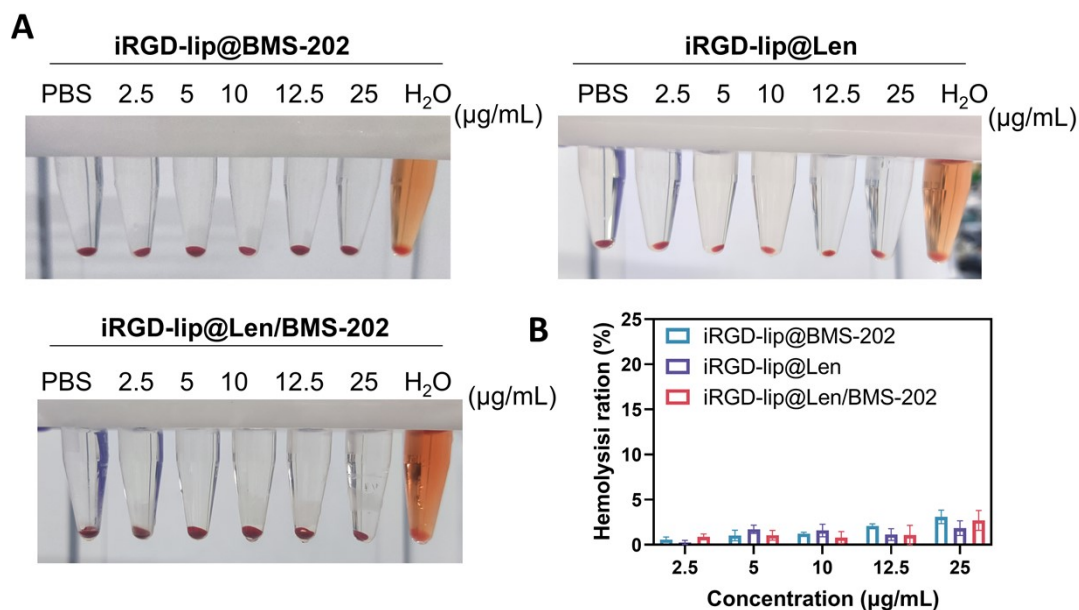 A
iRGD-lip@BMS-202
PBS 2.5 5 10 12.5 25 H₂O (μg/mL)
iRGD-lip@Len
PBS 2.5 5 10 12.5 25 H₂O (μg/mL)
iRGD-lip@Len/BMS-202
PBS 2.5 5 10 12.5 25 H₂O (μg/mL)
B
Hemolysisi ration (%)
25
20
15
10
5
0
iRGD-lip@BMS-202
iRGD-lip@Len
iRGD-lip@Len/BMS-202
2.5 5 10 12.5 25
Concentration (μg/mL)